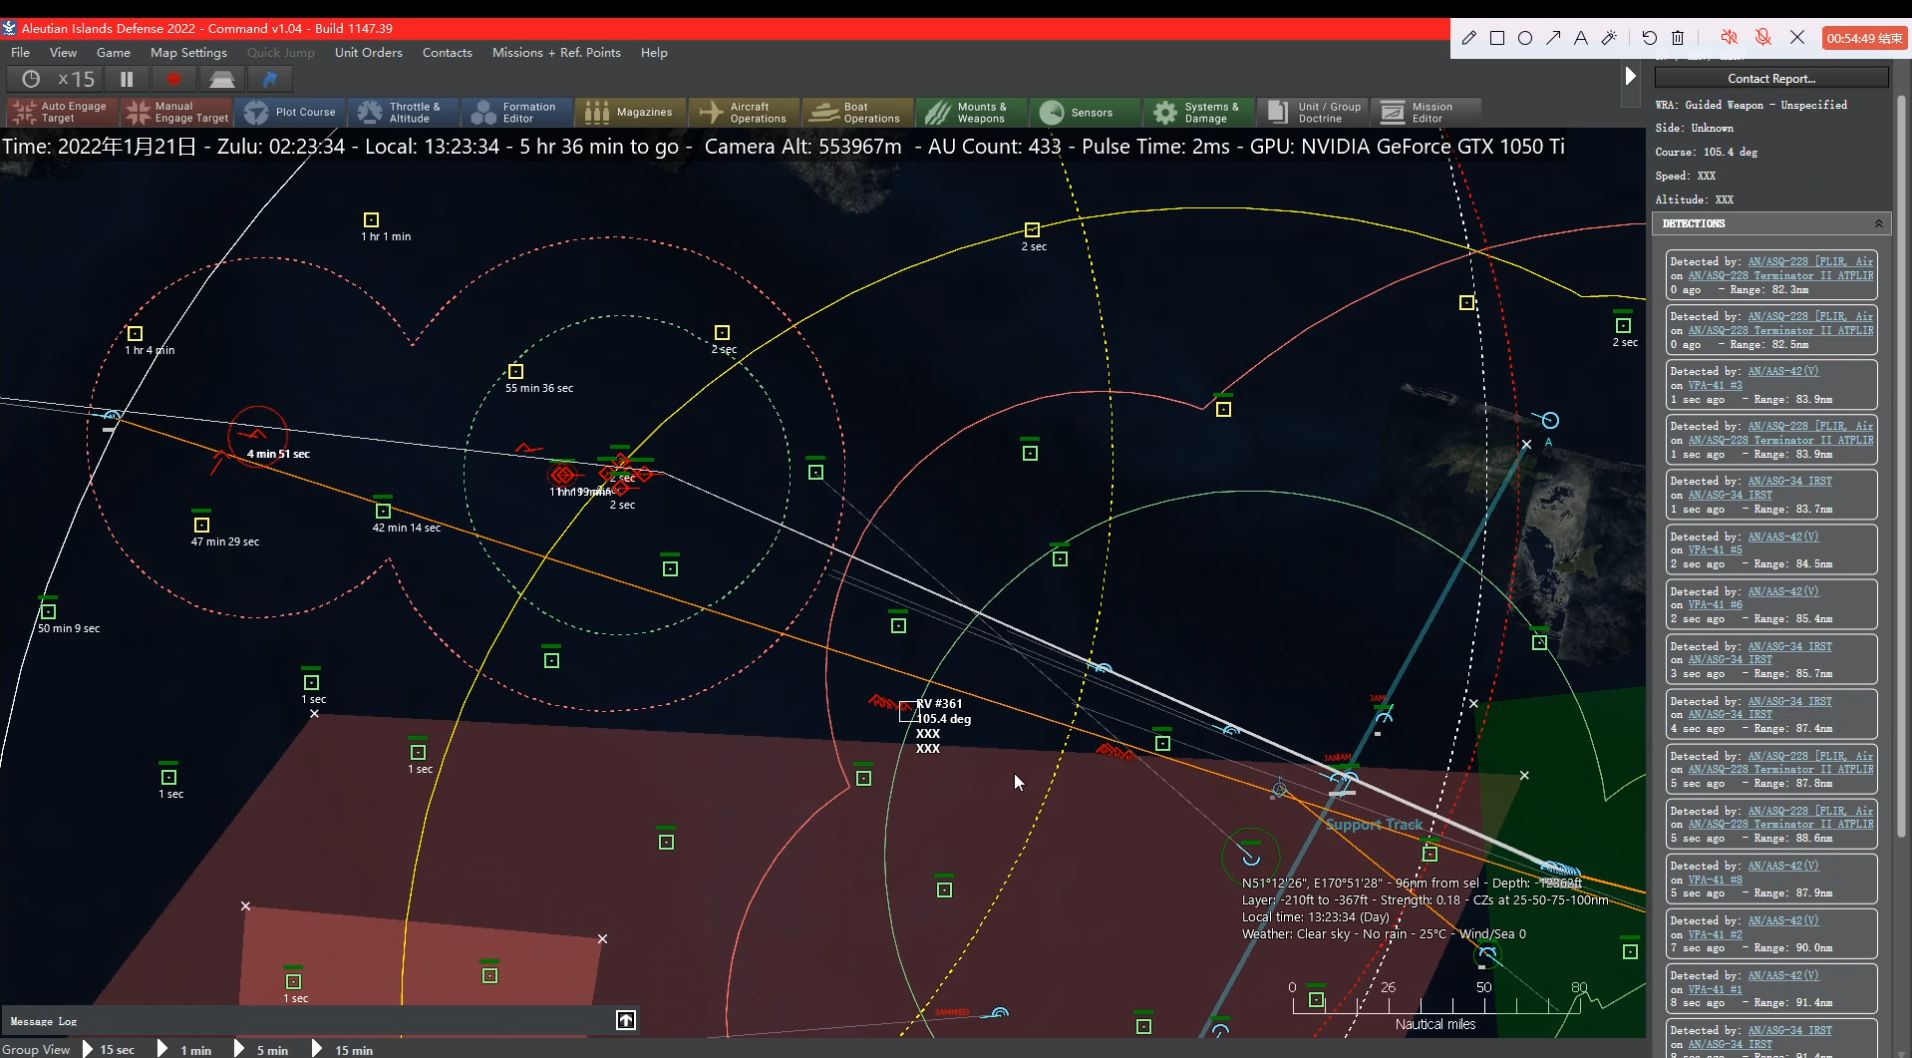 Aleutian Islands Defense 2022 - Command v1.04 - Build 1147.39
00:54:49 结束
File View Game Map Settings Quick Jump Unit Orders Contacts Missions + Ref. Points Help
x15
Contact Report...
Auto Engage Target
Manual Engage Target
Plot Course
Throttle & Altitude
Formation Editor
Magazines
Aircraft Operations
Boat Operations
Mounts & Weapons
Sensors
Systems & Damage
Unit / Group Doctrine
Mission Editor
Time: 2022年1月21日 - Zulu: 02:23:34 - Local: 13:23:34 - 5 hr 36 min to go - Camera Alt: 553967m - AU Count: 433 - Pulse Time: 2ms - GPU: NVIDIA GeForce GTX 1050 Ti
WRA: Guided Weapon - Unspecified
Side: Unknown
Course: 105.4 deg
Speed: XXX
Altitude: XXX
DETECTIONS
Detected by: AN/ASQ-228 [FLIR, Air
on AN/ASQ-228 Terminator II ATFLIR
0 ago - Range: 82.3nm
Detected by: AN/ASQ-228 [FLIR, Air
on AN/ASQ-228 Terminator II ATFLIR
0 ago - Range: 82.5nm
Detected by: AN/AAS-42(V)
on VFA-41 #3
1 sec ago - Range: 83.9nm
Detected by: AN/ASQ-228 [FLIR, Air
on AN/ASQ-228 Terminator II ATFLIR
1 sec ago - Range: 83.9nm
Detected by: AN/ASG-34 IRST
on AN/ASG-34 IRST
1 sec ago - Range: 83.7nm
Detected by: AN/AAS-42(V)
on VFA-41 #5
2 sec ago - Range: 84.5nm
Detected by: AN/AAS-42(V)
on VFA-41 #6
2 sec ago - Range: 85.4nm
Detected by: AN/ASG-34 IRST
on AN/ASG-34 IRST
3 sec ago - Range: 85.7nm
Detected by: AN/ASG-34 IRST
on AN/ASG-34 IRST
4 sec ago - Range: 87.4nm
Detected by: AN/ASQ-228 [FLIR, Air
on AN/ASQ-228 Terminator II ATFLIR
5 sec ago - Range: 87.8nm
Detected by: AN/ASQ-228 [FLIR, Air
on AN/ASQ-228 Terminator II ATFLIR
5 sec ago - Range: 88.6nm
Detected by: AN/AAS-42(V)
on VFA-41 #8
5 sec ago - Range: 87.9nm
Detected by: AN/AAS-42(V)
on VFA-41 #2
7 sec ago - Range: 90.0nm
Detected by: AN/AAS-42(V)
on VFA-41 #1
8 sec ago - Range: 91.4nm
Detected by: AN/ASG-34 IRST
on AN/ASG-34 IRST
1 hr 1 min
2 sec
1 hr 4 min
2 sec
2 sec
55 min 36 sec
A
4 min 51 sec
2 sec
2 sec
42 min 14 sec
47 min 29 sec
50 min 9 sec
1 sec
RV #361
105.4 deg
XXX
XXX
JAM
1 sec
1 sec
Support Track
N51°12'26", E170°51'28" - 96nm from sel - Depth: -12362ft
Layer: -210ft to -367ft - Strength: 0.18 - CZs at 25-50-75-100nm
Local time: 13:23:34 (Day)
Weather: Clear sky - No rain - 25°C - Wind/Sea 0
1 sec
0 26 50 80
Nautical miles
JAMMED
Message Log
Group View 15 sec 1 min 5 min 15 min